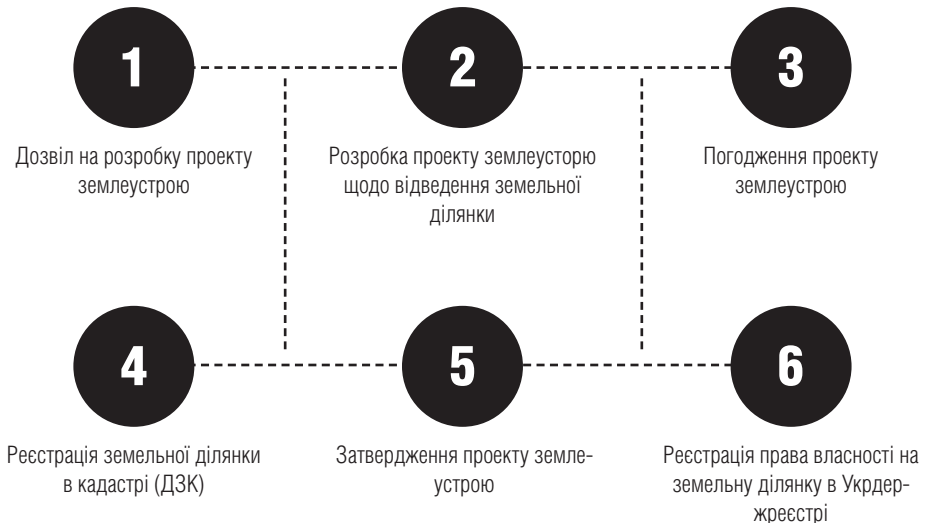 1
2
3
Дозвіл на розробку проекту
землеустрою
Розробка проекту землеусторю
щодо відведення земельної
ділянки
Погодження проекту
землеустрою
4
5
6
Реєстрація земельної ділянки
в кадастрі (ДЗК)
Затвердження проекту земле-
устрою
Реєстрація права власності на
земельну ділянку в Укрдер-
жреєстрі